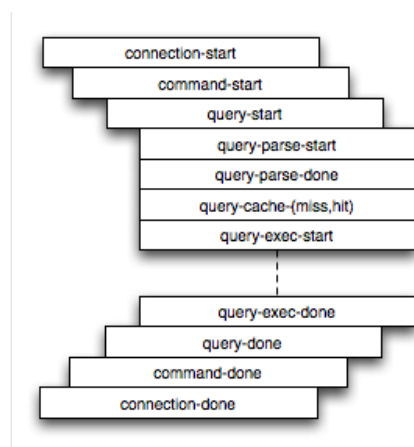 connection-start
command-start
query-start
query-parse-start
query-parse-done
query-cache-(miss,hit)
query-exec-start
query-exec-done
query-done
command-done
connection-done